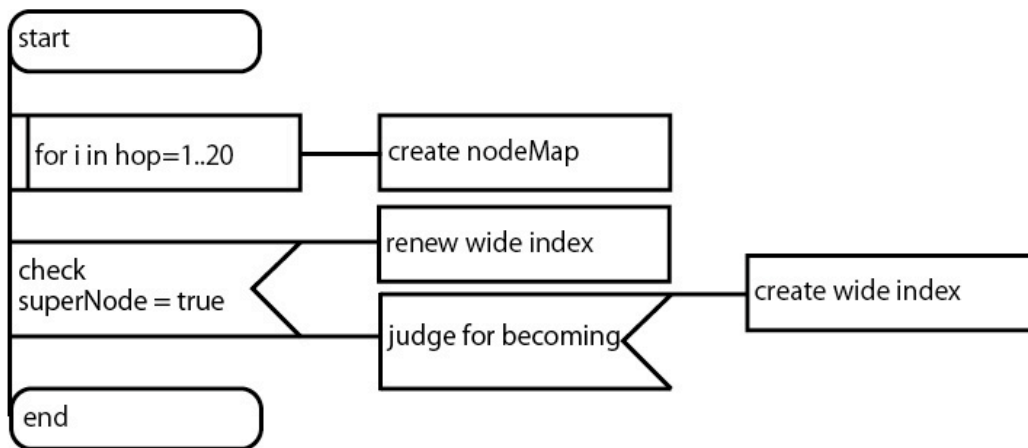 start
for i in hop=1..20
create nodeMap
renew wide index
check
superNode = true
create wide index
judge for becoming
end